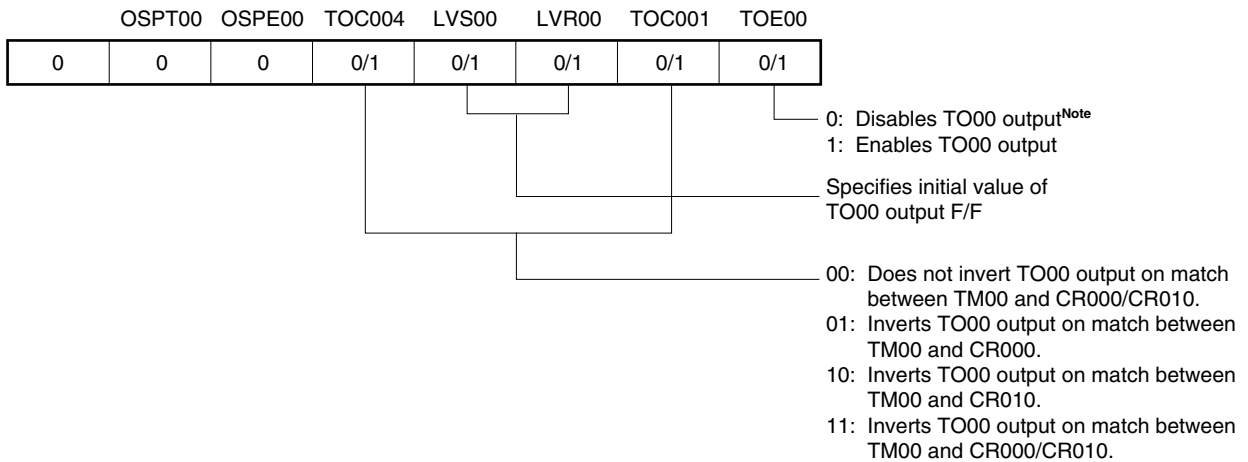 OSPT00 OSPE00 TOC004 LVS00 LVR00 TOC001 TOE00
0 0 0 0/1 0/1 0/1 0/1 0/1
0: Disables TO00 outputNote
1: Enables TO00 output
Specifies initial value of
TO00 output F/F
00: Does not invert TO00 output on match
between TM00 and CR000/CR010.
01: Inverts TO00 output on match between
TM00 and CR000.
10: Inverts TO00 output on match between
TM00 and CR010.
11: Inverts TO00 output on match between
TM00 and CR000/CR010.